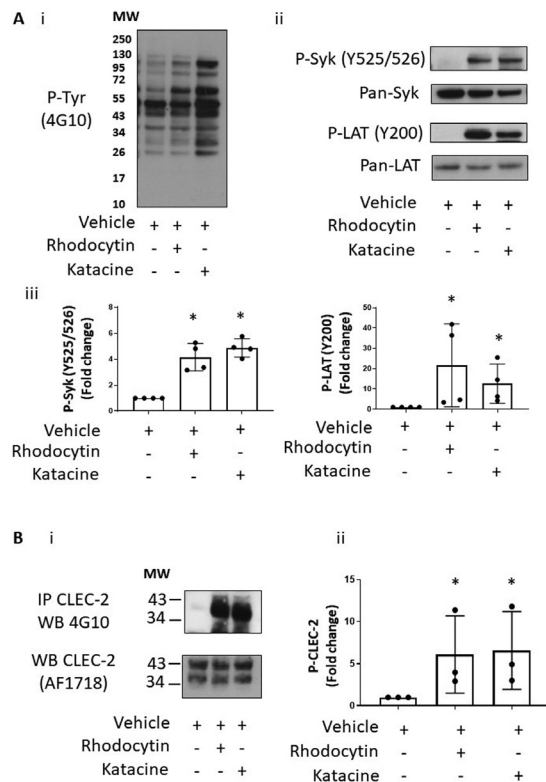 A i
MW
250
130
95
72
55
43
34
26
17
10
P-Tyr
(4G10)
Vehicle + + +
Rhodocytin - + -
Katacine - - +
ii
P-Syk (Y525/526)
Pan-Syk
P-LAT (Y200)
Pan-LAT
Vehicle + + +
Rhodocytin - + -
Katacine - - +
iii
P-Syk (Y525/526)
(Fold change)
8
6
4
2
0
* *
Vehicle + + +
Rhodocytin - + -
Katacine - - +
P-LAT (Y200)
(Fold change)
50
40
30
20
10
0
* *
Vehicle + + +
Rhodocytin - + -
Katacine - - +
B i
MW
IP CLEC-2
WB 4G10
43
34
WB CLEC-2
(AF1718)
43
34
Vehicle + + +
Rhodocytin - + -
Katacine - - +
ii
P-CLEC-2
(Fold change)
15
10
5
0
* *
Vehicle + + +
Rhodocytin - + -
Katacine - - +